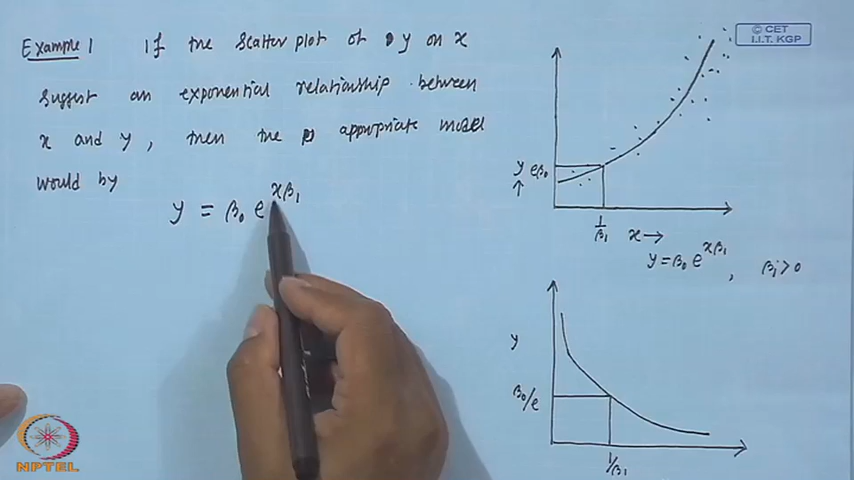 Example 1 If the Scatter plot of y on x
Suggest an exponential relationship between
x and y, then the appropriate model
would by
y = β₀ e^{xβ₁}
© CET
I.I.T. KGP
y eβ₀
↑
1/β₁ x →
y = β₀ e^{xβ₁}, β₁ > 0
y
β₀/e
1/β₁
NPTEL